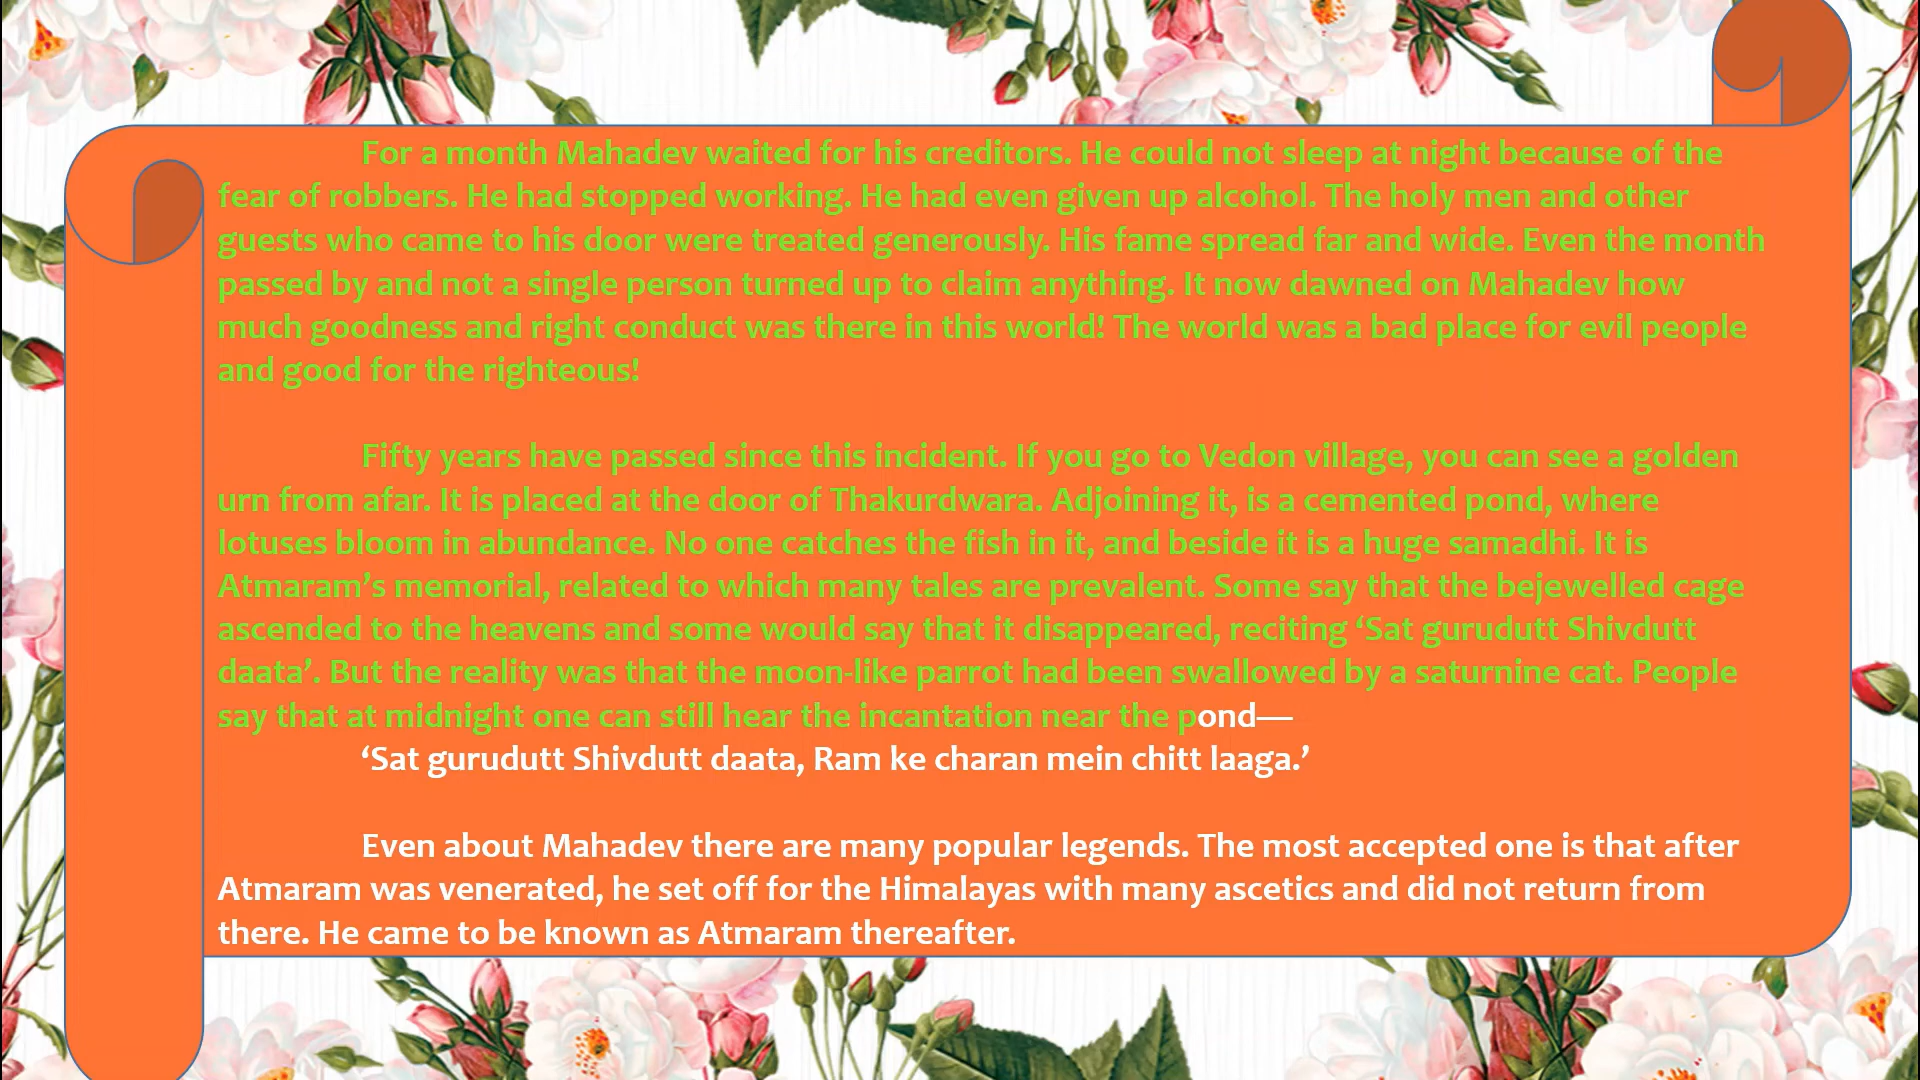 For a month Mahadev waited for his creditors. He could not sleep at night because of the
fear of robbers. He had stopped working. He had even given up alcohol. The holy men and other
guests who came to his door were treated generously. His fame spread far and wide. Even the month
passed by and not a single person turned up to claim anything. It now dawned on Mahadev how
much goodness and right conduct was there in this world! The world was a bad place for evil people
and good for the righteous!
Fifty years have passed since this incident. If you go to Vedon village, you can see a golden
urn from afar. It is placed at the door of Thakurdwara. Adjoining it, is a cemented pond, where
lotuses bloom in abundance. No one catches the fish in it, and beside it is a huge samadhi. It is
Atmaram’s memorial, related to which many tales are prevalent. Some say that the bejewelled cage
ascended to the heavens and some would say that it disappeared, reciting ‘Sat gurudutt Shivdutt
daata’. But the reality was that the moon-like parrot had been swallowed by a saturnine cat. People
say that at midnight one can still hear the incantation near the pond—
‘Sat gurudutt Shivdutt daata, Ram ke charan mein chitt laaga.’
Even about Mahadev there are many popular legends. The most accepted one is that after
Atmaram was venerated, he set off for the Himalayas with many ascetics and did not return from
there. He came to be known as Atmaram thereafter.